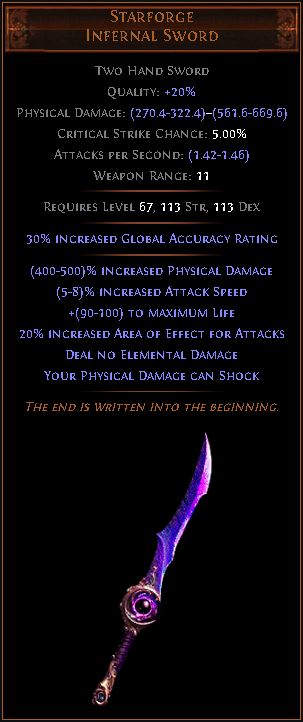 Starforge
Infernal Sword
Two Hand Sword
Quality: +20%
Physical Damage: (270.4-322.4)–(561.6-669.6)
Critical Strike Chance: 5.00%
Attacks per Second: (1.42-1.46)
Weapon Range: 11
Requires Level 67, 113 Str, 113 Dex
30% increased Global Accuracy Rating
(400-500)% increased Physical Damage
(5-8)% increased Attack Speed
+(90-100) to maximum Life
20% increased Area of Effect for Attacks
Deal no Elemental Damage
Your Physical Damage can Shock
The end is written into the beginning.